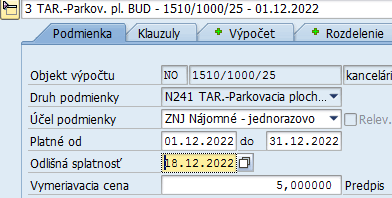 3 TAR.-Parkov. pl. BUD - 1510/1000/25 - 01.12.2022
Podmienka Klauzuly Výpočet Rozdelenie
Objekt výpočtu NO 1510/1000/25 kancelári
Druh podmienky N241 TAR.-Parkovacia ploch…
Účel podmienky ZNJ Nájomné - jednorazovo Relev.
Platné od 01.12.2022 do 31.12.2022
Odlišná splatnosť 18.12.2022
Vymeriavacia cena 5,000000 Predpis